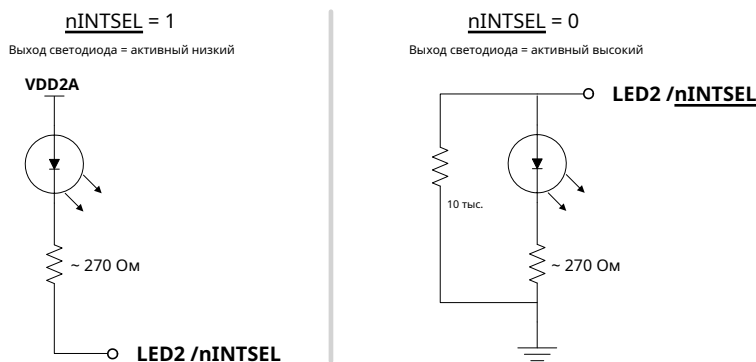 nINTSEL = 1
Выход светодиода = активный низкий
VDD2A
~ 270 Ом
LED2 /nINTSEL
nINTSEL = 0
Выход светодиода = активный высокий
LED2 /nINTSEL
10 тыс.
~ 270 Ом